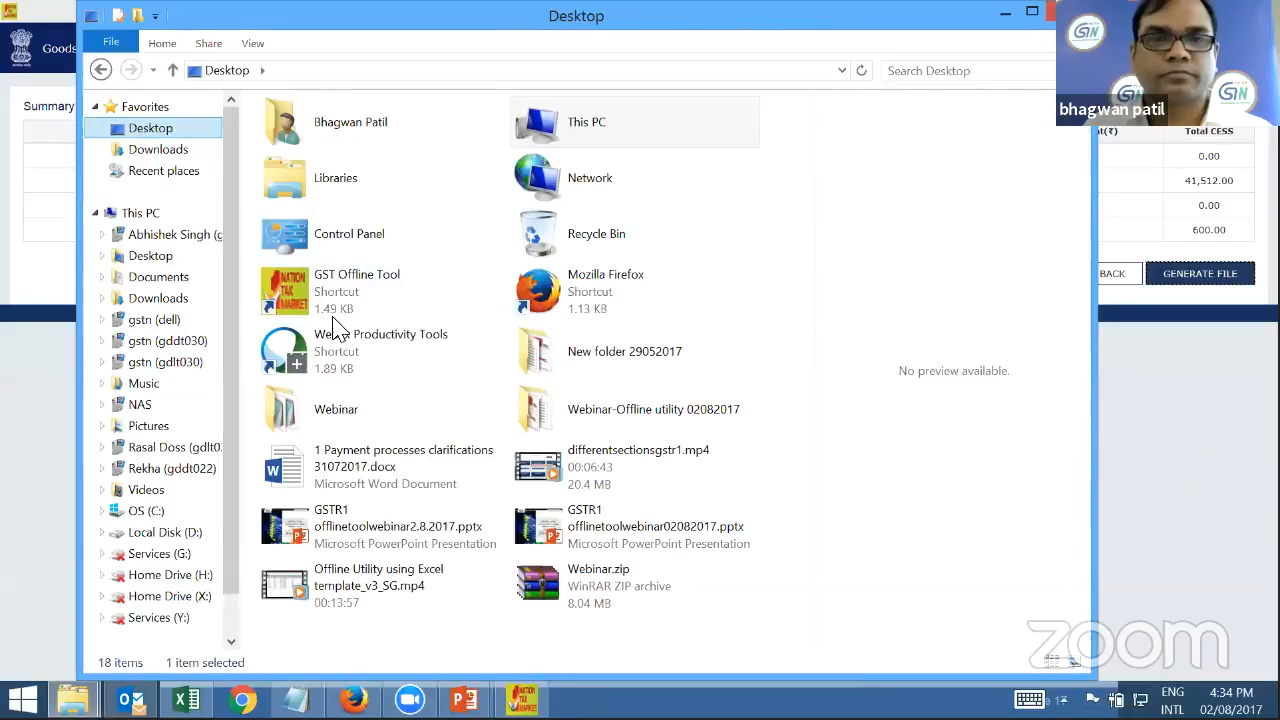 Desktop
File
Home
Share
View
Desktop
Search Desktop
Goods
Summary
Favorites
Desktop
Downloads
Recent places
This PC
Abhishek Singh (g
Desktop
Documents
Downloads
gstn (dell)
gstn (gddt030)
gstn (gdlt030)
Music
NAS
Pictures
Rasal Doss (gdlt0
Rekha (gddt022)
Videos
OS (C:)
Local Disk (D:)
Services (G:)
Home Drive (H:)
Home Drive (X:)
Services (Y:)
Bhagwan Patil
This PC
Libraries
Network
Control Panel
Recycle Bin
GST Offline Tool
Shortcut
1.49 KB
Mozilla Firefox
Shortcut
1.13 KB
Productivity Tools
Shortcut
1.89 KB
New folder 29052017
Webinar
Webinar-Offline utility 02082017
1 Payment processes clarifications
31072017.docx
Microsoft Word Document
differentsectionsgstr1.mp4
00:06:43
20.4 MB
GSTR1
offlinetoolwebinar2.8.2017.pptx
Microsoft PowerPoint Presentation
GSTR1
offlinetoolwebinar02082017.pptx
Microsoft PowerPoint Presentation
Offline Utility using Excel
template_v3_SG.mp4
00:13:57
Webinar.zip
WinRAR ZIP archive
8.04 MB
No preview available.
18 items
1 item selected
bhagwan patil
Total CESS
0.00
41,512.00
0.00
600.00
BACK
GENERATE FILE
zoom
NATION
TAX
MARKET
ENG
INTL
4:34 PM
02/08/2017